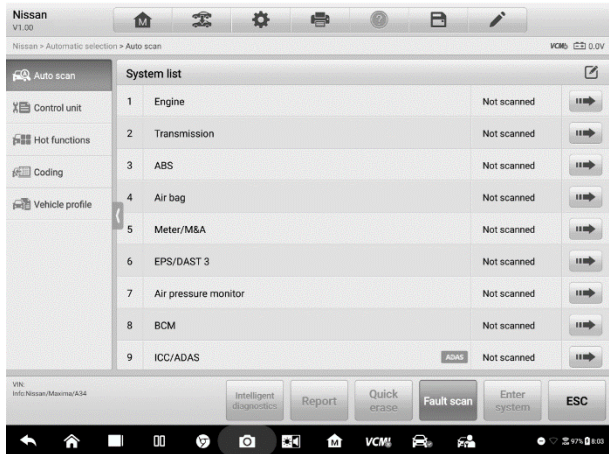 Nissan
V1.00
Nissan > Automatic selection > Auto scan
VCMI 0.0V
Auto scan
Control unit
Hot functions
Coding
Vehicle profile
System list
1 Engine Not scanned
2 Transmission Not scanned
3 ABS Not scanned
4 Air bag Not scanned
5 Meter/M&A Not scanned
6 EPS/DAST 3 Not scanned
7 Air pressure monitor Not scanned
8 BCM Not scanned
9 ICC/ADAS ADAS Not scanned
VIN:
Info:Nissan/Maxima/A34
Intelligent diagnostics
Report
Quick erase
Fault scan
Enter system
ESC
M VCMI 97% 8:03